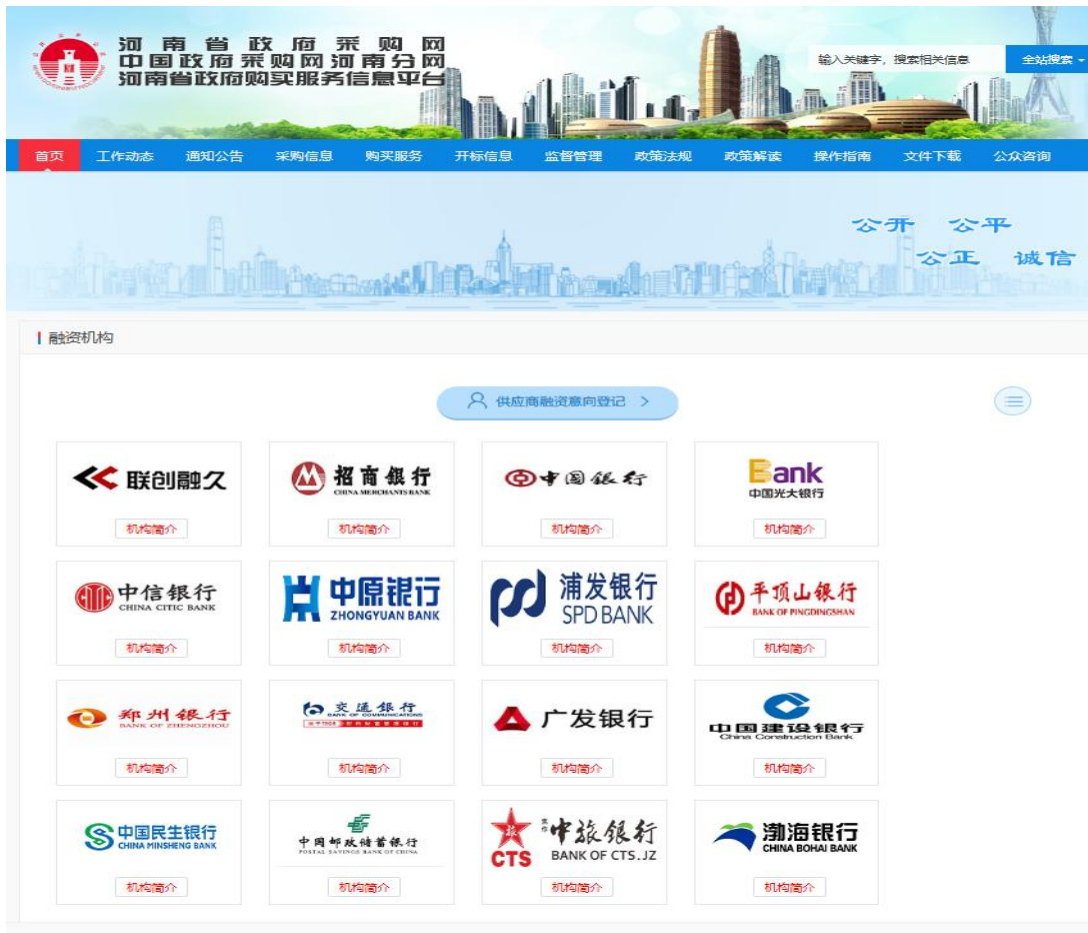 河南省政府采购网
中国政府采购网河南分网
河南省政府购买服务信息平台
输入关键字，搜索相关信息 全站搜索
首页 工作动态 通知公告 采购信息 购买服务 开标信息 监督管理 政策法规 政策解读 操作指南 文件下载 公众咨询
公开 公平
公正 诚信
融资机构
供应商融资意向登记 >
联创融久
机构简介
招商银行
CHINA MERCHANTS BANK
机构简介
中国银行
机构简介
Bank
中国光大银行
机构简介
中信银行
CHINA CITIC BANK
机构简介
中原银行
ZHONGYUAN BANK
机构简介
浦发银行
SPD BANK
机构简介
平顶山银行
BANK OF PINGDINGSHAN
机构简介
郑州银行
BANK OF ZHENGZHOU
机构简介
交通银行
BANK OF COMMUNICATIONS
机构简介
广发银行
机构简介
中国建设银行
China Construction Bank
机构简介
中国民生银行
CHINA MINSHENG BANK
机构简介
中国邮政储蓄银行
POSTAL SAVINGS BANK OF CHINA
机构简介
旅
CTS
焦作中旅银行
BANK OF CTS.JZ
机构简介
渤海银行
CHINA BOHAI BANK
机构简介